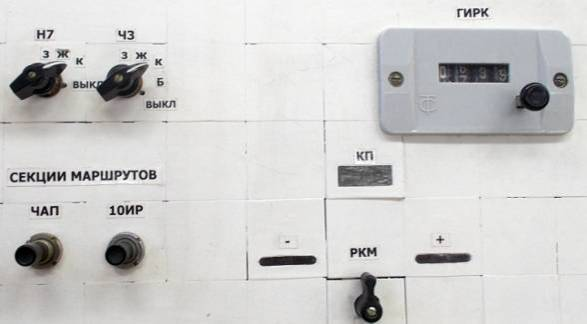 Н7
З Ж К
ВЫКЛ
ЧЗ
З Ж К
Б
ВЫКЛ
ГИРК
КП
СЕКЦИИ МАРШРУТОВ
ЧАП
10ИР
-
РКМ
+